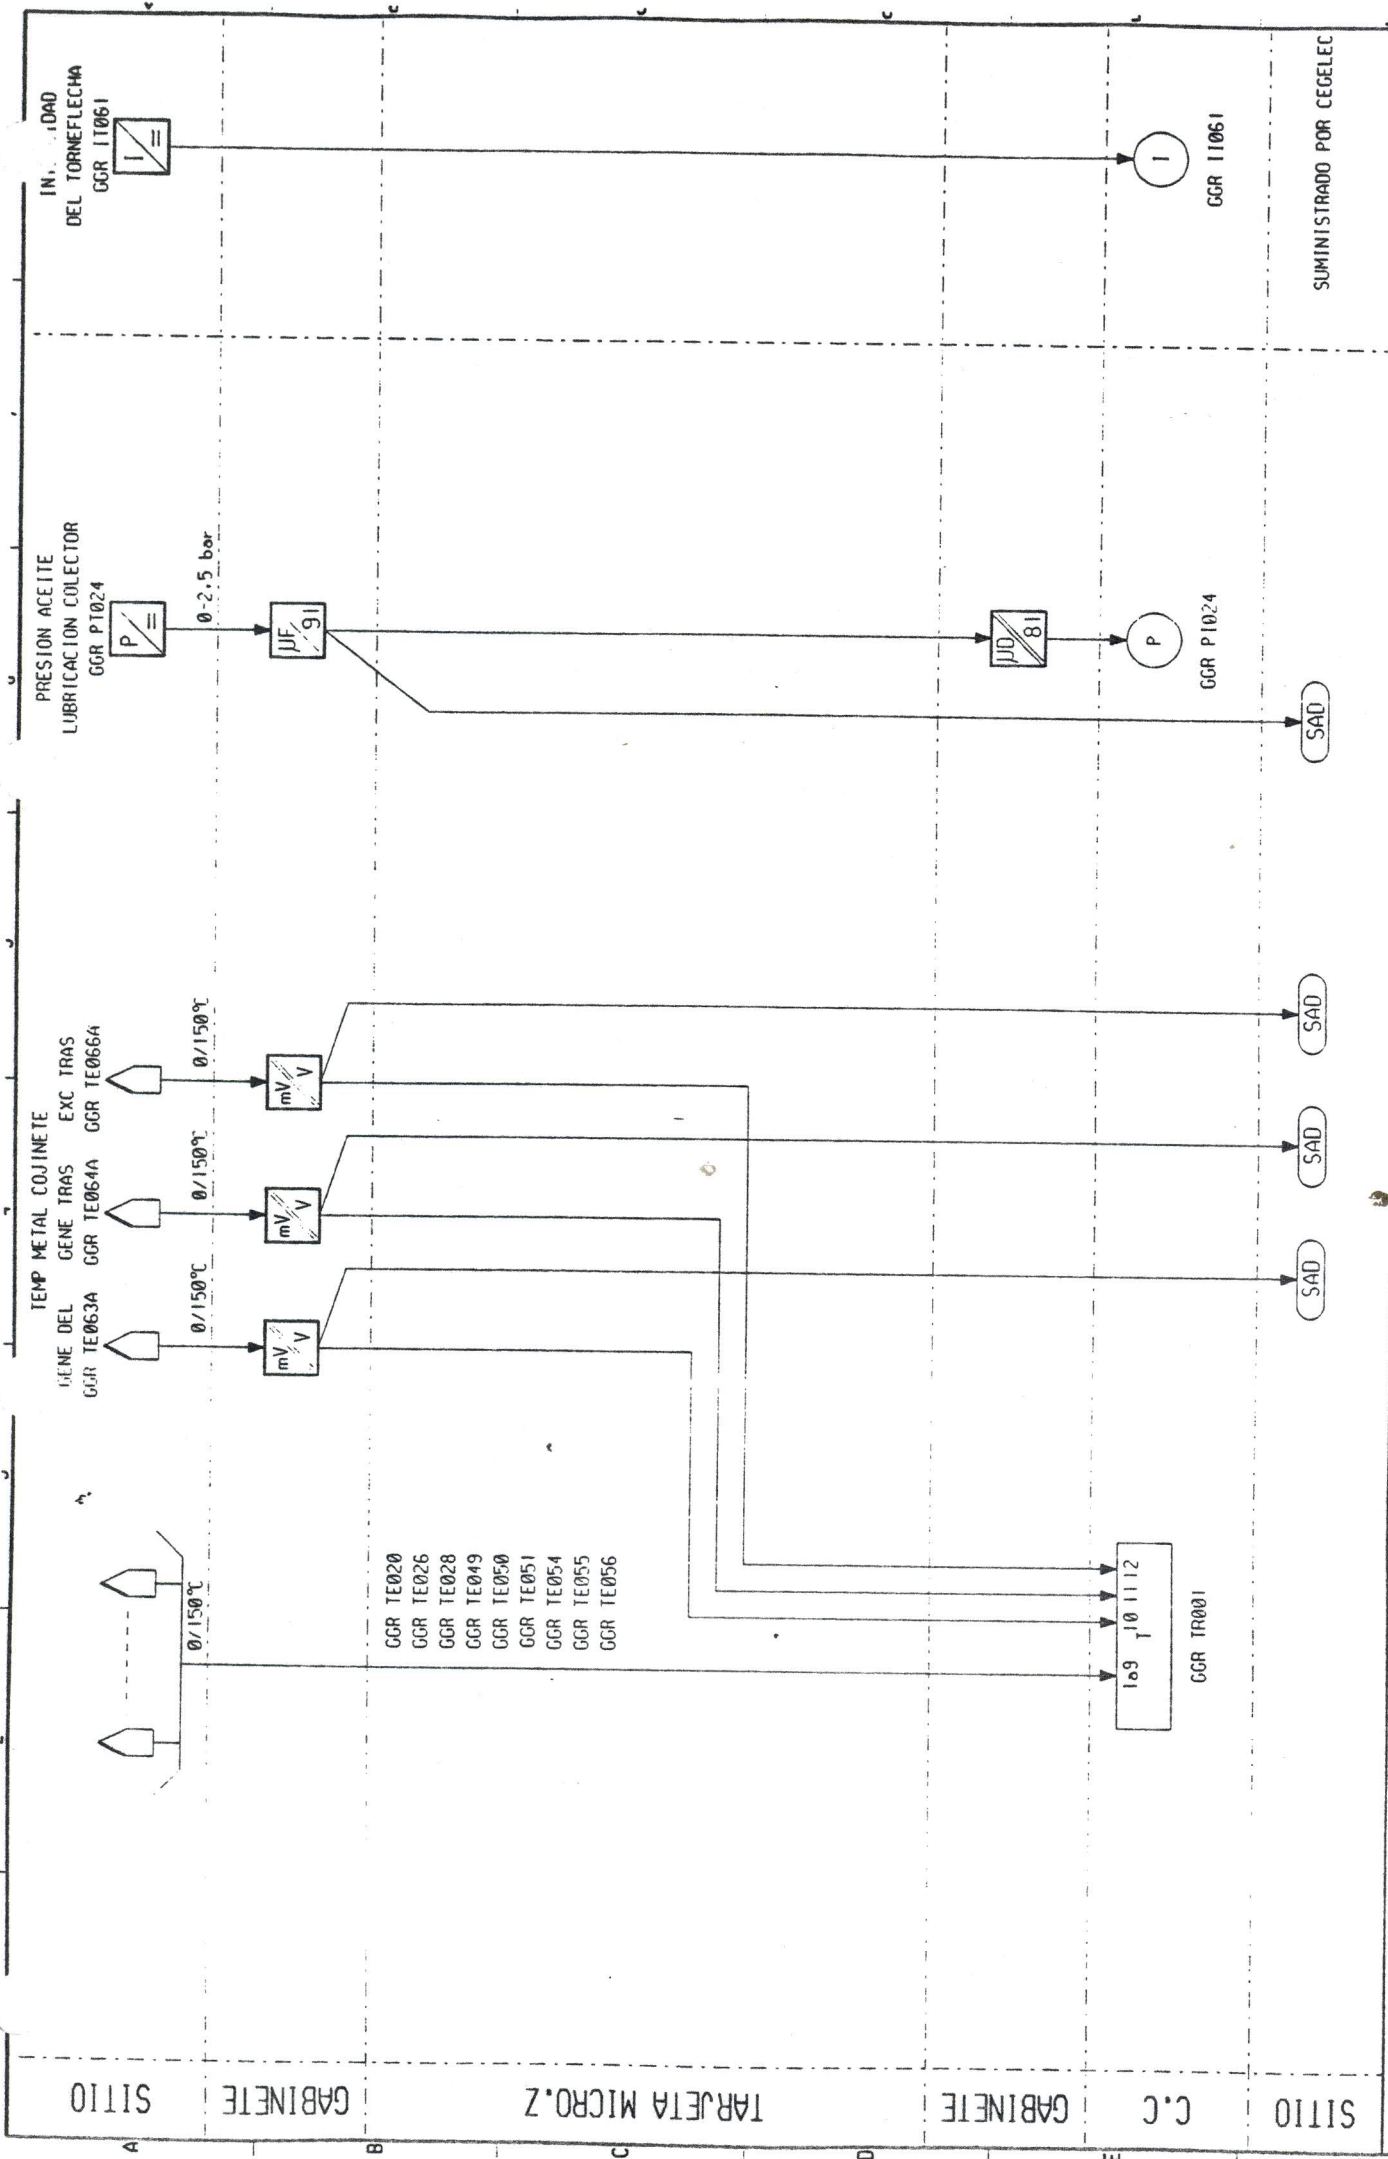 TEMP METAL COJINETE
GENE DEL GENE TRAS EXC TRAS
GGR TE063A GGR TE064A GGR TE066A
PRESION ACEITE
LUBRICACION COLECTOR
GGR PT024
DEL TORNEFLECHA
GGR IT061
P
=
I
=
0/150°C
0/150°C
0/150°C
0/150°C
0-2,5 bar
mV
V
mV
V
mV
V
µF
91
GGR TE020
GGR TE026
GGR TE028
GGR TE049
GGR TE050
GGR TE051
GGR TE054
GGR TE055
GGR TE056
µD
81
1a9 T 10 11 12
GGR TR001
P
GGR PI024
I
GGR II061
SAD
SAD
SAD
SAD
SUMINISTRADO POR CEGELEC
SITIO
GABINETE
TARJETA MICRO.Z
GABINETE
C.C
SITIO
A
B
C
D
E